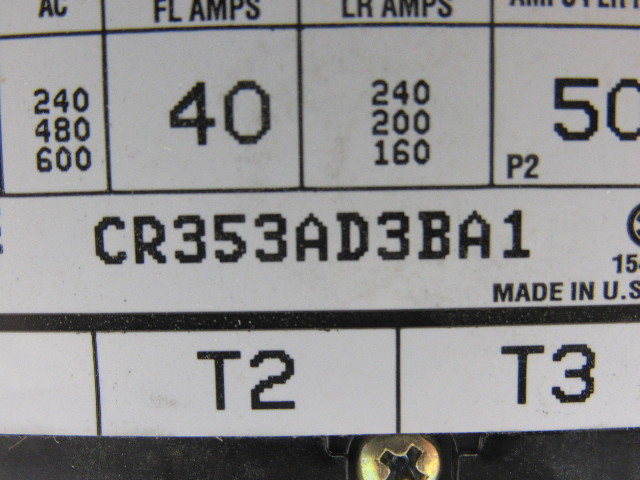 AC FL AMPS LR AMPS
240 40 240 50
480 200
600 160 P2
CR353AD3BA1
MADE IN U.S
T2 T3